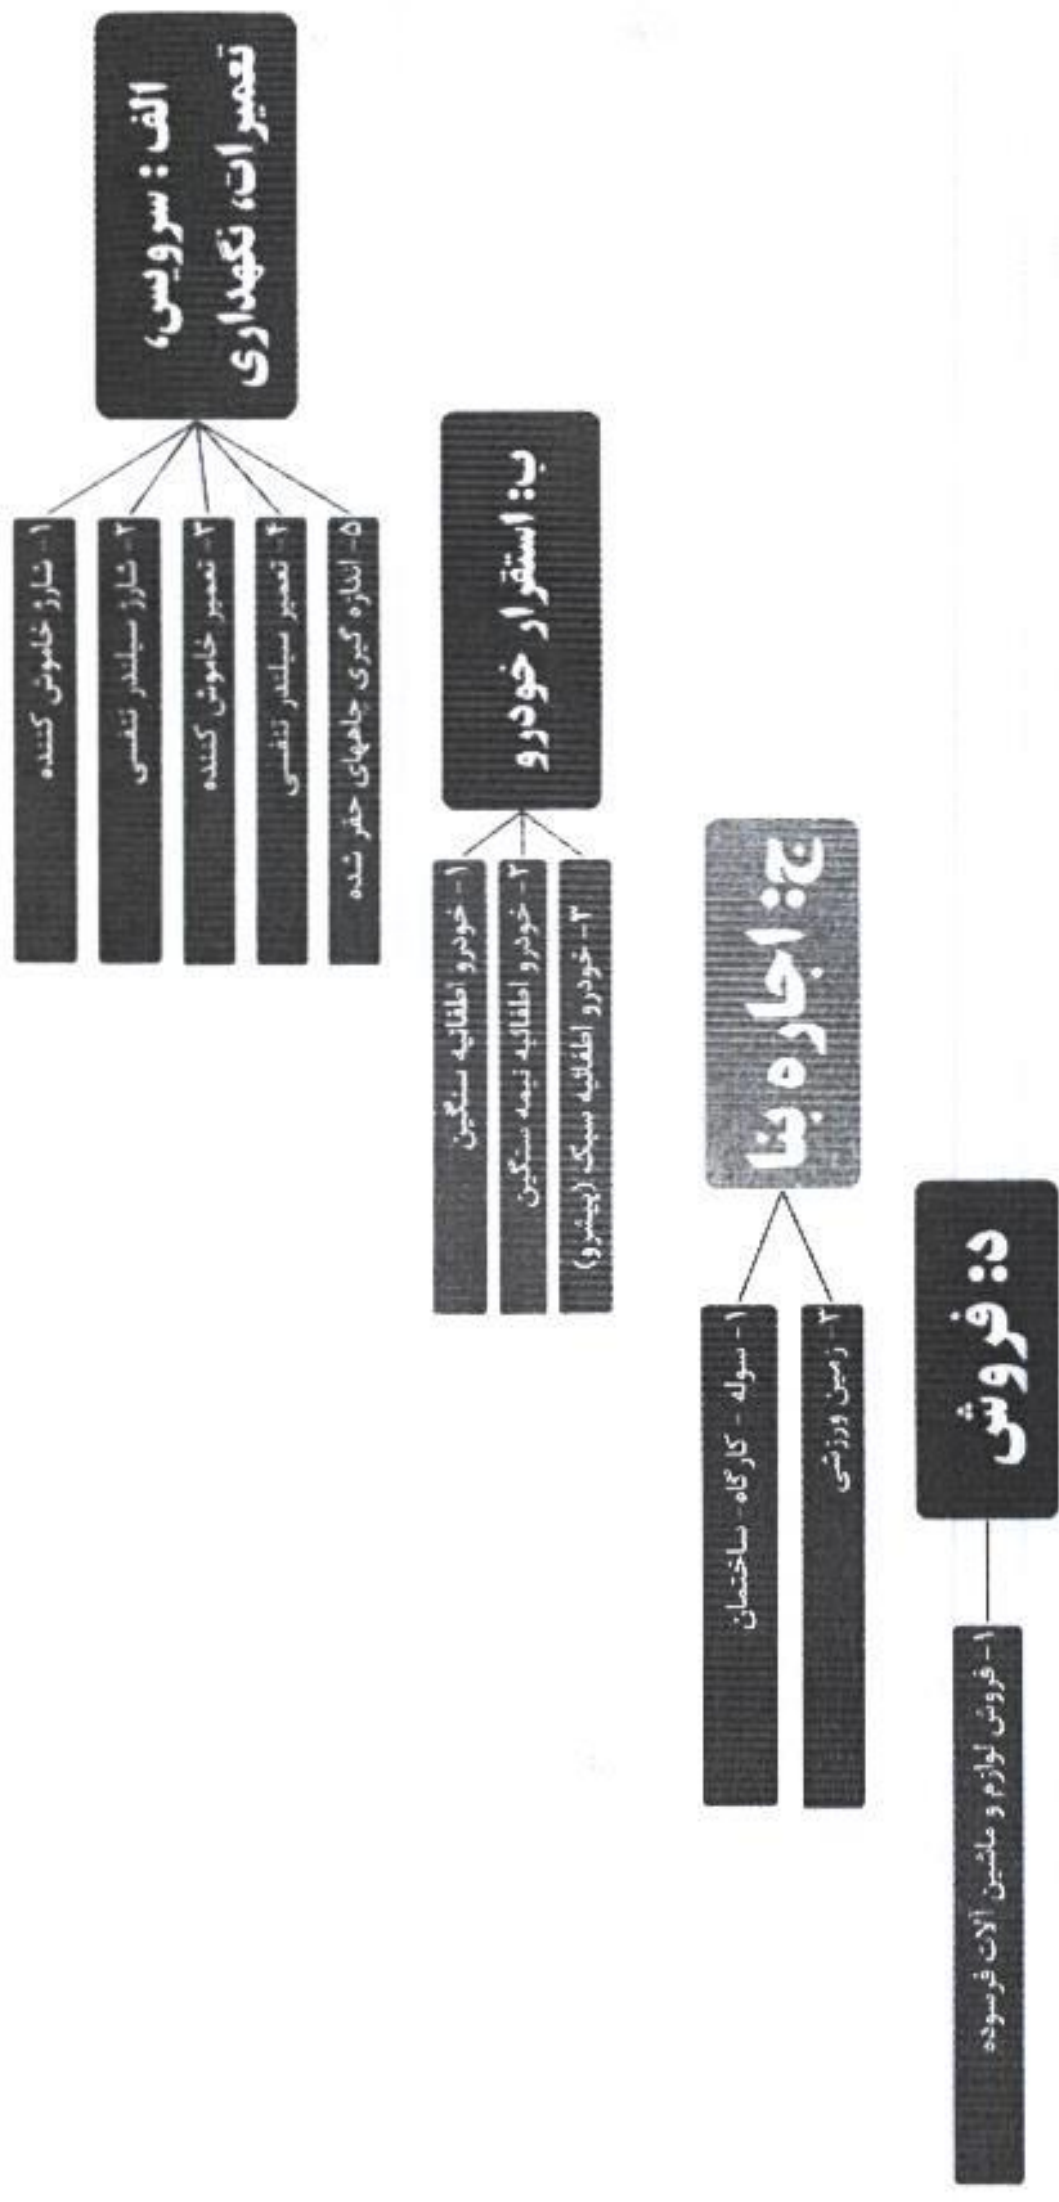 الف : سرویس،
تعمیرات، نگهداری
۱- شارژ خاموش کننده
۲- شارژ سیلندر تنفسی
۳- تعمیر خاموش کننده
۴- تعمیر سیلندر تنفسی
۵- اندازه گیری چاههای حفر شده
ب: استقرار خودرو
۱- خودرو اطفائیه سنگین
۲- خودرو اطفائیه نیمه سنگین
۳- خودرو اطفائیه سبک (پیشرو)
ج: اجاره بنا
۱- سوله - کارگاه- ساختمان
۲- زمین ورزشی
د: فروش
۱- فروش لوازم و ماشین آلات فرسوده